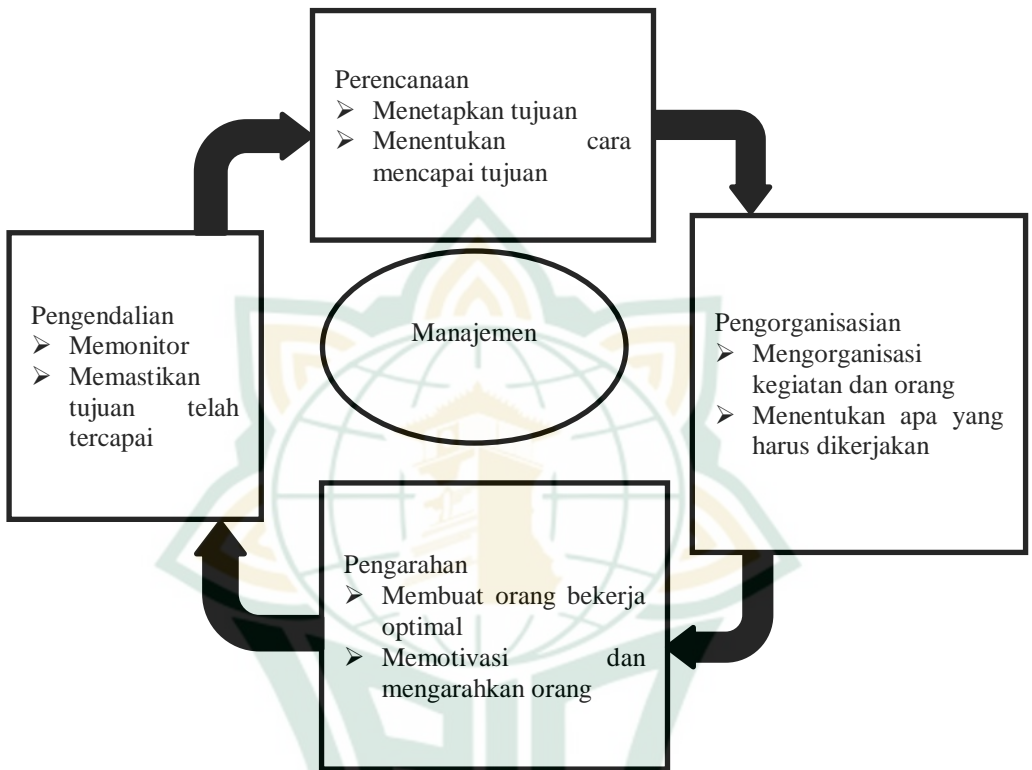 Perencanaan
➢ Menetapkan tujuan
➢ Menentukan cara
mencapai tujuan
Pengendalian
➢ Memonitor
➢ Memastikan
tujuan telah
tercapai
Manajemen
Pengorganisasian
➢ Mengorganisasi
kegiatan dan orang
➢ Menentukan apa yang
harus dikerjakan
Pengarahan
➢ Membuat orang bekerja
optimal
➢ Memotivasi dan
mengarahkan orang